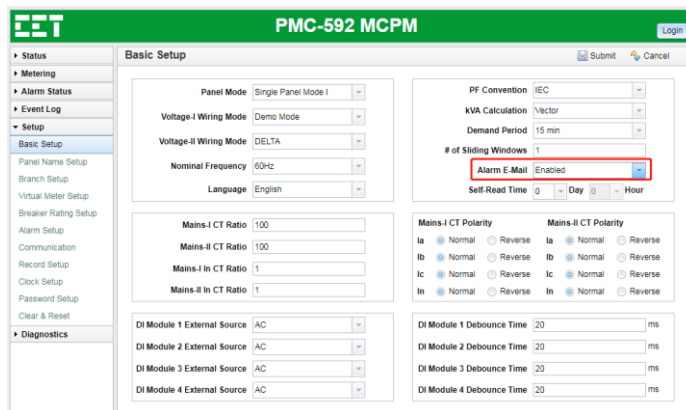 CET
PMC-592 MCPM
Login
Status
Metering
Alarm Status
Event Log
Setup
Basic Setup
Panel Name Setup
Branch Setup
Virtual Meter Setup
Breaker Rating Setup
Alarm Setup
Communication
Record Setup
Clock Setup
Password Setup
Clear & Reset
Diagnostics
Basic Setup Submit Cancel
Panel Mode Single Panel Mode I
Voltage-I Wiring Mode Demo Mode
Voltage-II Wiring Mode DELTA
Nominal Frequency 60Hz
Language English
PF Convention IEC
kVA Calculation Vector
Demand Period 15 min
# of Sliding Windows 1
Alarm E-Mail Enabled
Self-Read Time 0 Day 0 Hour
Mains-I CT Ratio 100
Mains-II CT Ratio 100
Mains-I In CT Ratio 1
Mains-II In CT Ratio 1
Mains-I CT Polarity Mains-II CT Polarity
Ia Normal Reverse Ia Normal Reverse
Ib Normal Reverse Ib Normal Reverse
Ic Normal Reverse Ic Normal Reverse
In Normal Reverse In Normal Reverse
DI Module 1 External Source AC
DI Module 2 External Source AC
DI Module 3 External Source AC
DI Module 4 External Source AC
DI Module 1 Debounce Time 20 ms
DI Module 2 Debounce Time 20 ms
DI Module 3 Debounce Time 20 ms
DI Module 4 Debounce Time 20 ms